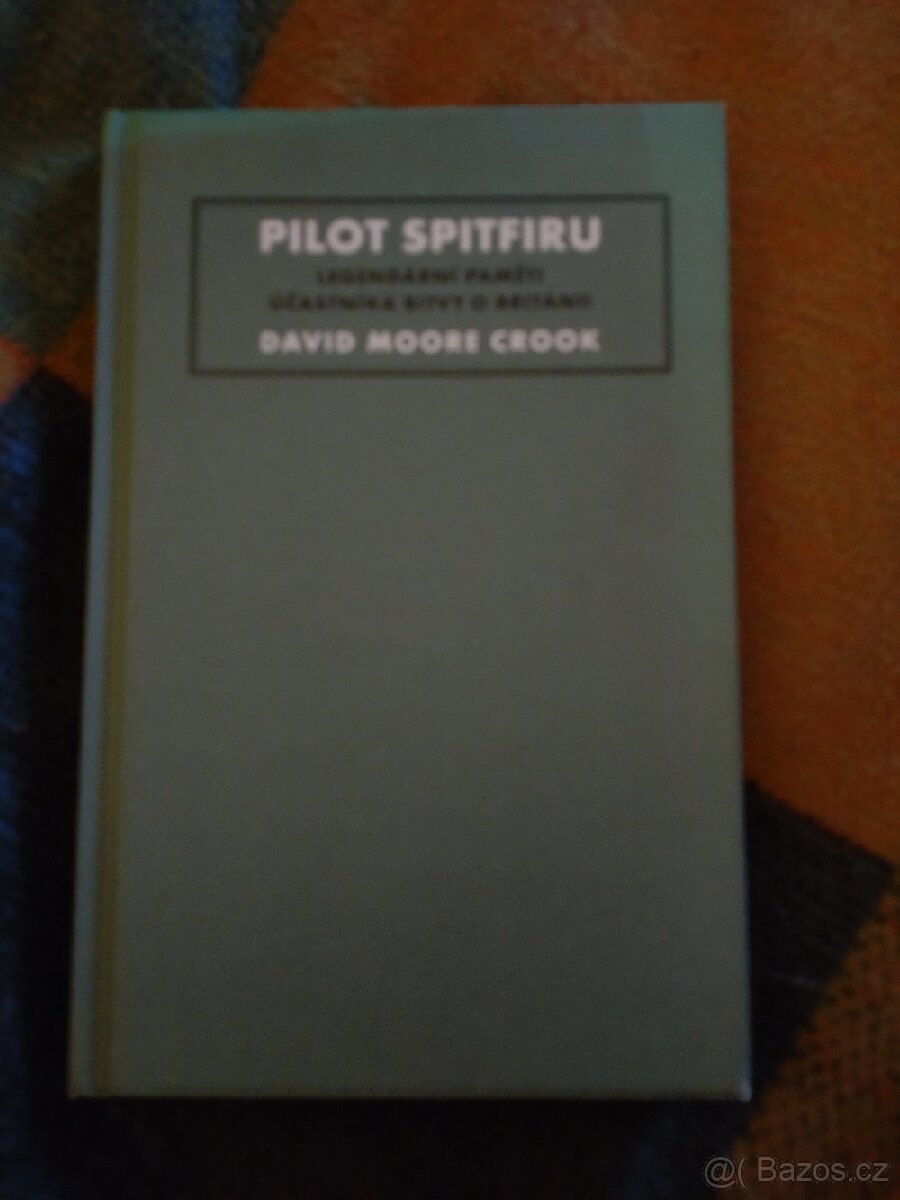 PILOT SPITFIRU
LEGENDÁRNÍ PAMĚTI
ÚČASTNÍKA BITVY O BRITÁNII
DAVID MOORE CROOK
@( Bazos.cz